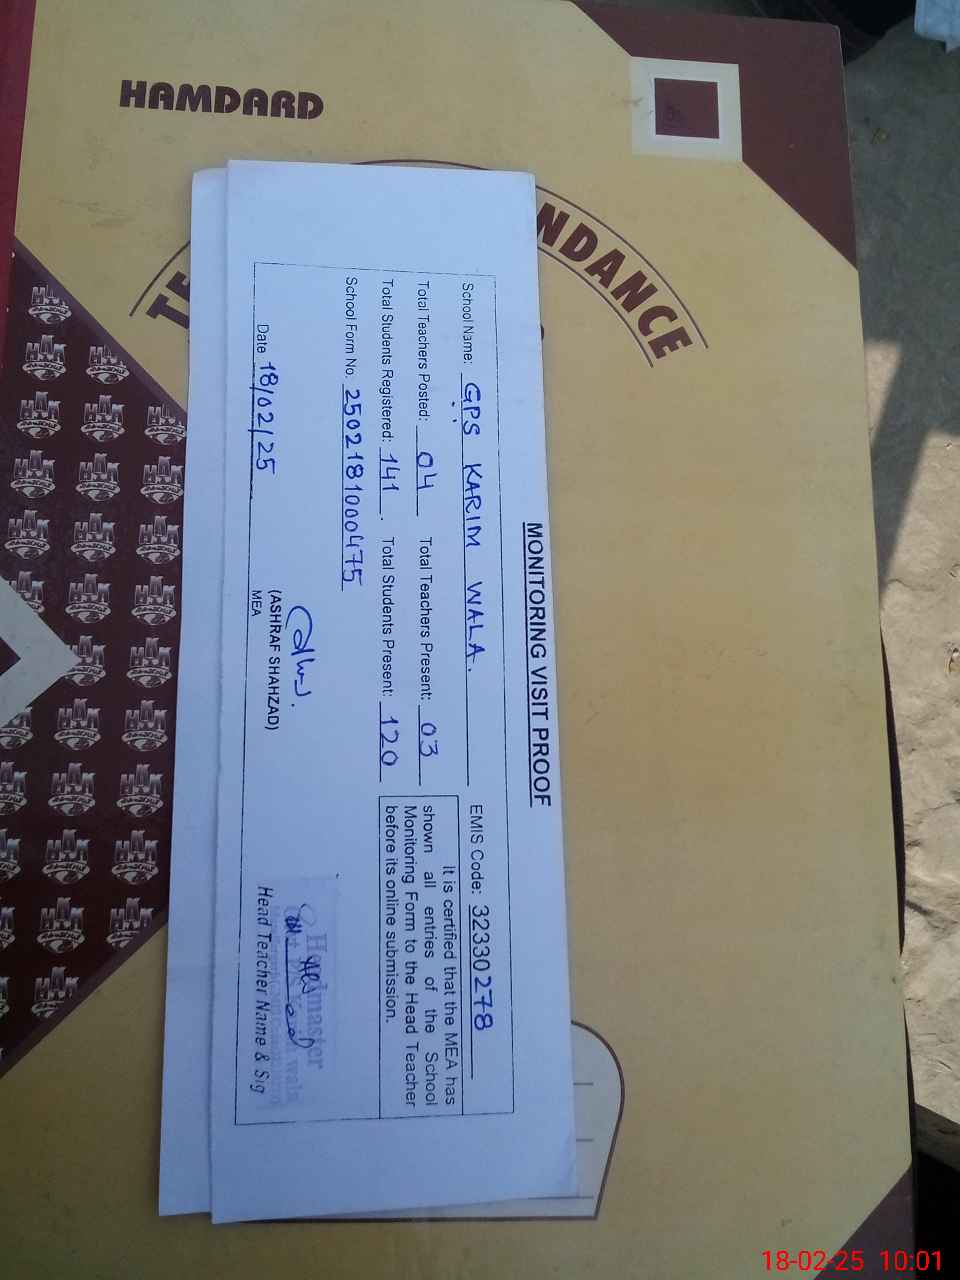 HAMDARD
NDANCE
MONITORING VISIT PROOF
School Name: GPS KARIM WALA. EMIS Code: 32330278
Total Teachers Posted: 04 Total Teachers Present: 03
Total Students Registered: 141. Total Students Present: 120
School Form No. 2502181000475
It is certified that the MEA has
shown all entries of the School
Monitoring Form to the Head Teacher
before its online submission.
Date 18/02/25
(ASHRAF SHAHZAD)
MEA
Headmaster
Head Teacher Name & Sig
18-02-25 10:01